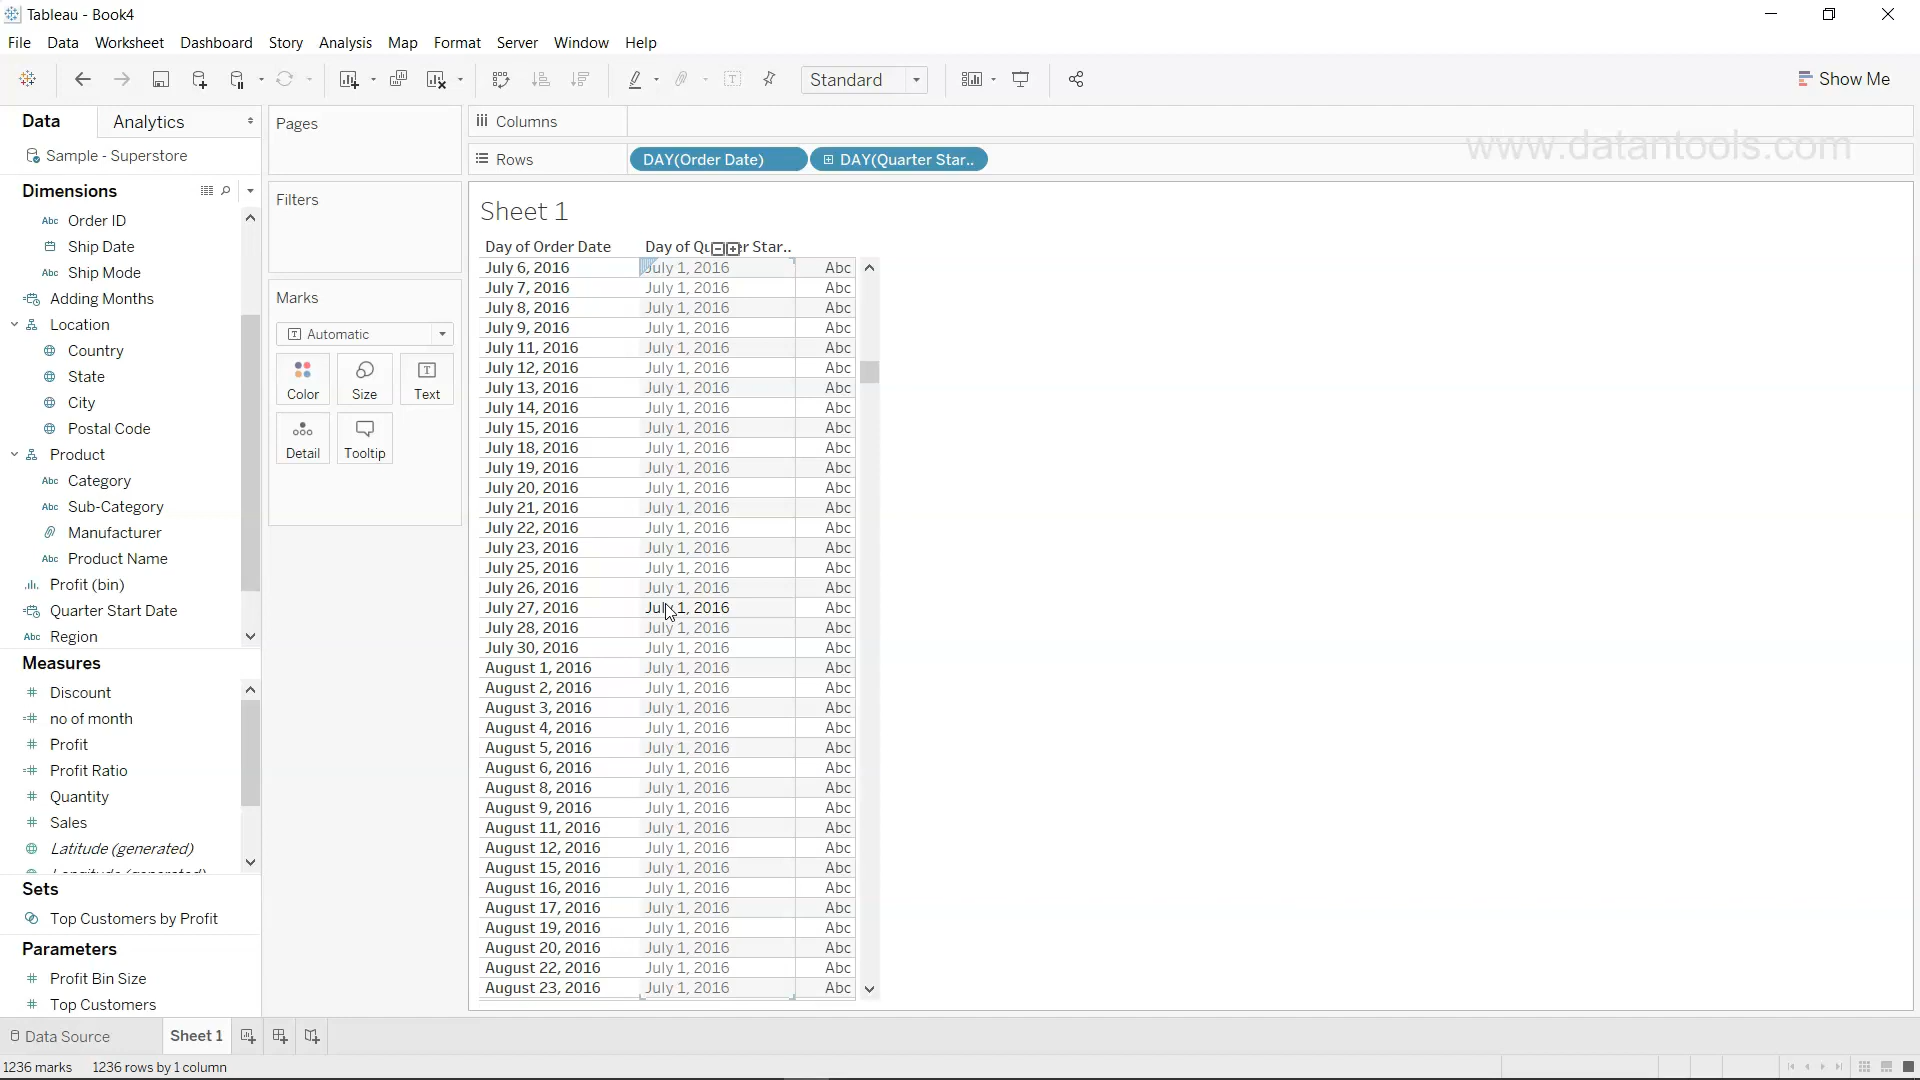 Tableau - Book4
File Data Worksheet Dashboard Story Analysis Map Format Server Window Help
Standard
Show Me
Data Analytics
Sample - Superstore
Dimensions
Order ID
Ship Date
Ship Mode
Adding Months
Location
Country
State
City
Postal Code
Product
Category
Sub-Category
Manufacturer
Product Name
Profit (bin)
Quarter Start Date
Region
Measures
Discount
no of month
Profit
Profit Ratio
Quantity
Sales
Latitude (generated)
Sets
Top Customers by Profit
Parameters
Profit Bin Size
Top Customers
Pages
Filters
Marks
Automatic
Color Size Text
Detail Tooltip
Columns
Rows DAY(Order Date) DAY(Quarter Star..
www.datantools.com
Sheet 1
Day of Order Date Day of Quarter Star..
July 6, 2016 July 1, 2016 Abc
July 7, 2016 July 1, 2016 Abc
July 8, 2016 July 1, 2016 Abc
July 9, 2016 July 1, 2016 Abc
July 11, 2016 July 1, 2016 Abc
July 12, 2016 July 1, 2016 Abc
July 13, 2016 July 1, 2016 Abc
July 14, 2016 July 1, 2016 Abc
July 15, 2016 July 1, 2016 Abc
July 18, 2016 July 1, 2016 Abc
July 19, 2016 July 1, 2016 Abc
July 20, 2016 July 1, 2016 Abc
July 21, 2016 July 1, 2016 Abc
July 22, 2016 July 1, 2016 Abc
July 23, 2016 July 1, 2016 Abc
July 25, 2016 July 1, 2016 Abc
July 26, 2016 July 1, 2016 Abc
July 27, 2016 July 1, 2016 Abc
July 28, 2016 July 1, 2016 Abc
July 30, 2016 July 1, 2016 Abc
August 1, 2016 July 1, 2016 Abc
August 2, 2016 July 1, 2016 Abc
August 3, 2016 July 1, 2016 Abc
August 4, 2016 July 1, 2016 Abc
August 5, 2016 July 1, 2016 Abc
August 6, 2016 July 1, 2016 Abc
August 8, 2016 July 1, 2016 Abc
August 9, 2016 July 1, 2016 Abc
August 11, 2016 July 1, 2016 Abc
August 12, 2016 July 1, 2016 Abc
August 15, 2016 July 1, 2016 Abc
August 16, 2016 July 1, 2016 Abc
August 17, 2016 July 1, 2016 Abc
August 19, 2016 July 1, 2016 Abc
August 20, 2016 July 1, 2016 Abc
August 22, 2016 July 1, 2016 Abc
August 23, 2016 July 1, 2016 Abc
Data Source Sheet 1
1236 marks 1236 rows by 1 column